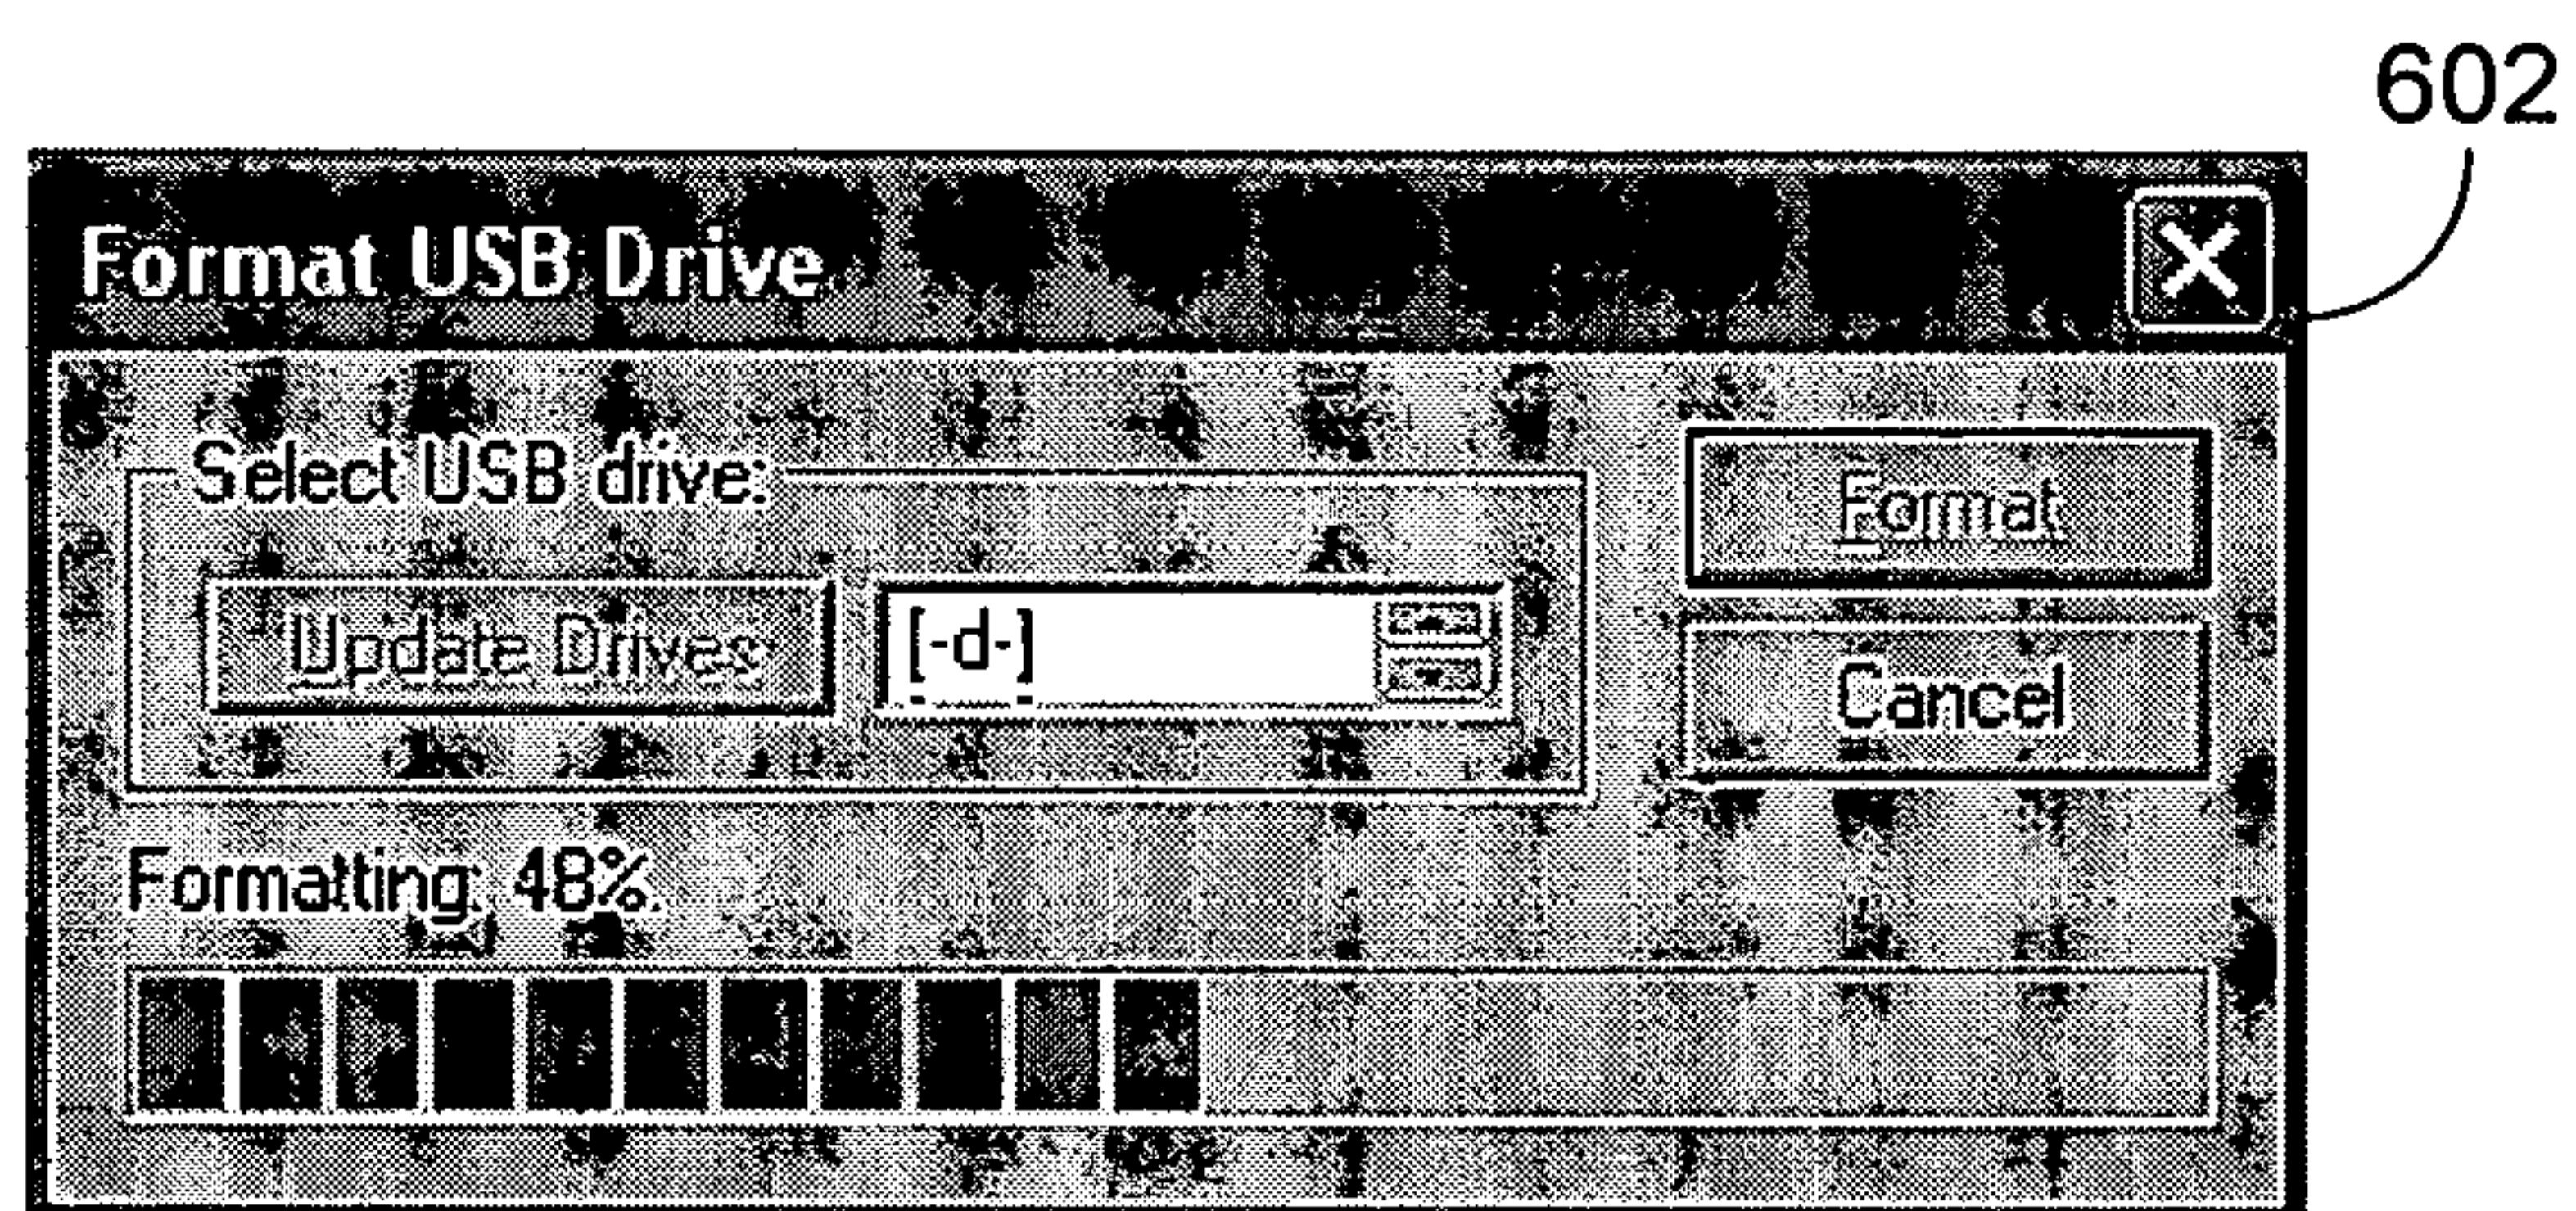 602
Format USB Drive
Select USB drive:
Format
Update Drives
[-d-]
Cancel
Formatting: 48%.